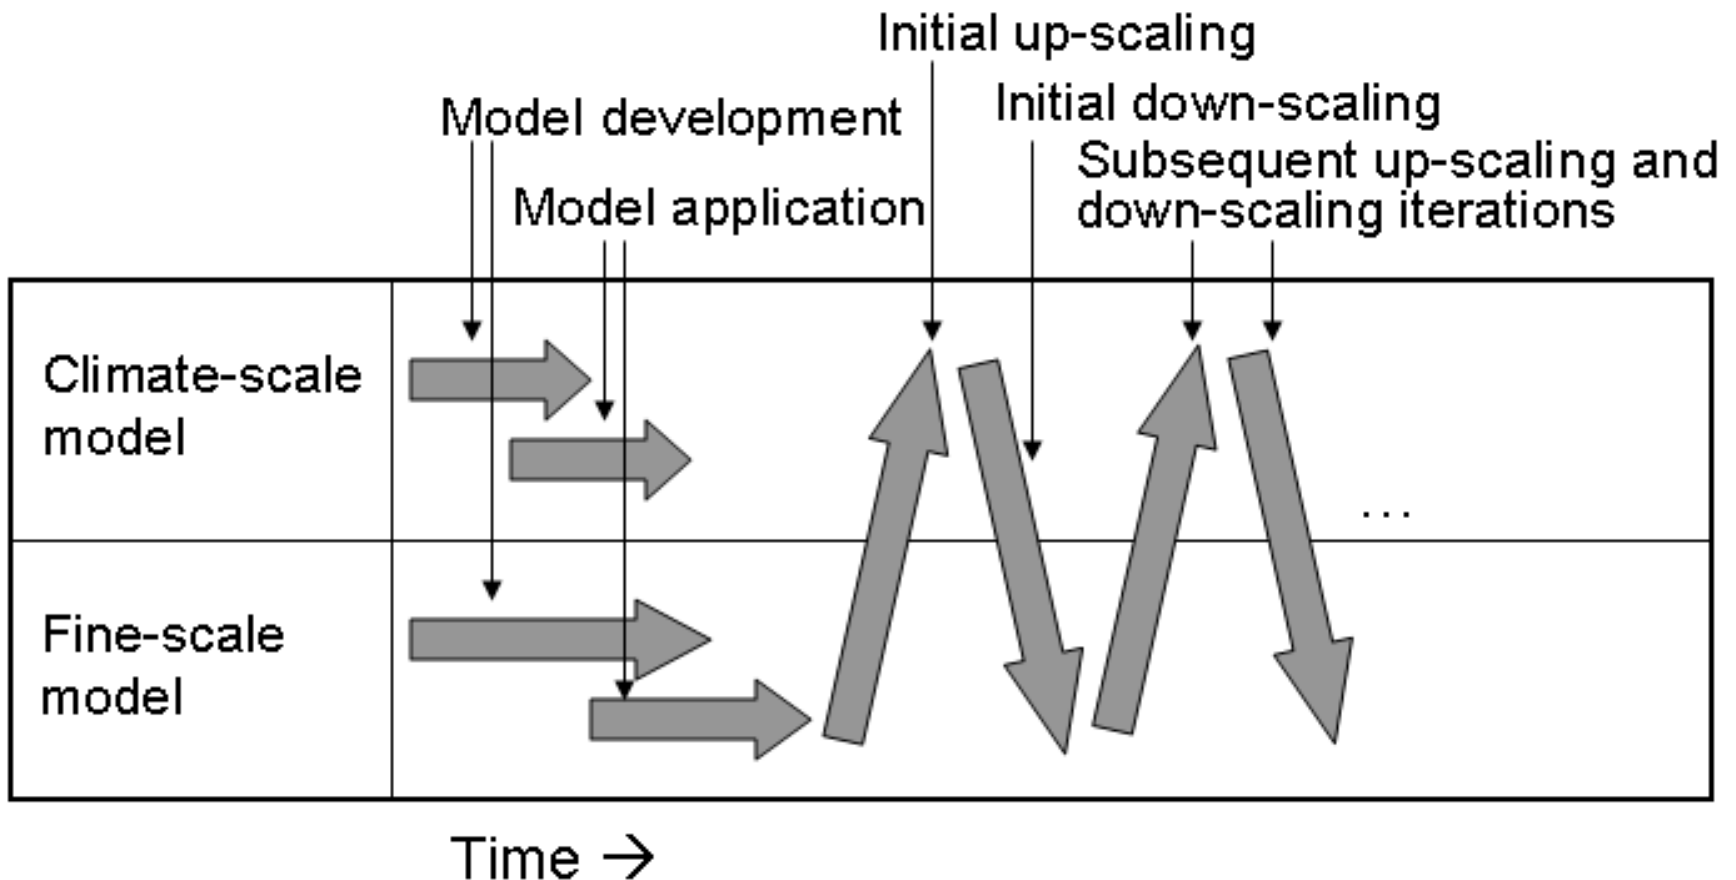 Initial up-scaling
Model development
Initial down-scaling
Model application
Subsequent up-scaling and
down-scaling iterations
Climate-scale
model
...
Fine-scale
model
Time →